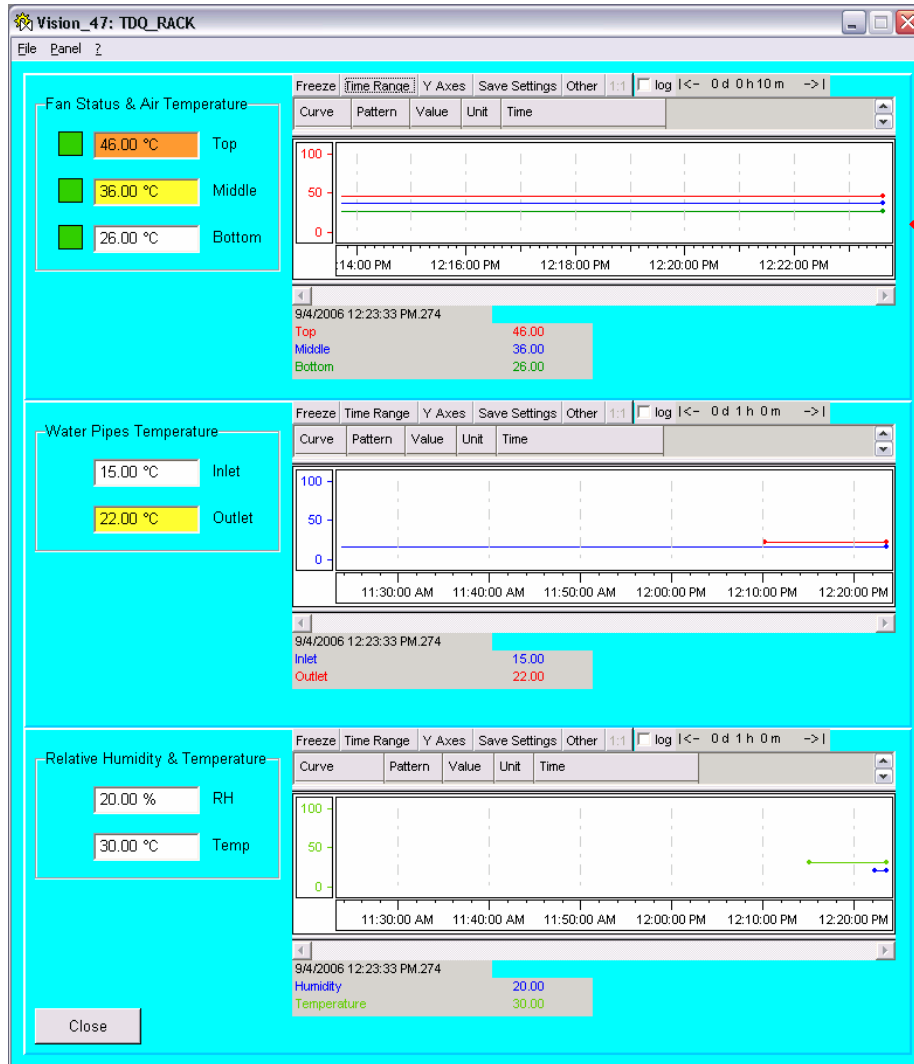 Vision_47: TDQ_RACK
File Panel ?
Fan Status & Air Temperature
46.00 °C Top
36.00 °C Middle
26.00 °C Bottom
Freeze Time Range Y Axes Save Settings Other 1:1 log |<- 0 d 0 h 10 m ->|
Curve Pattern Value Unit Time
100
50
0
:14:00 PM 12:16:00 PM 12:18:00 PM 12:20:00 PM 12:22:00 PM
9/4/2006 12:23:33 PM.274
Top 46.00
Middle 36.00
Bottom 26.00
Water Pipes Temperature
15.00 °C Inlet
22.00 °C Outlet
Freeze Time Range Y Axes Save Settings Other 1:1 log |<- 0 d 1 h 0 m ->|
Curve Pattern Value Unit Time
100
50
0
11:30:00 AM 11:40:00 AM 11:50:00 AM 12:00:00 PM 12:10:00 PM 12:20:00 PM
9/4/2006 12:23:33 PM.274
Inlet 15.00
Outlet 22.00
Relative Humidity & Temperature
20.00 % RH
30.00 °C Temp
Freeze Time Range Y Axes Save Settings Other 1:1 log |<- 0 d 1 h 0 m ->|
Curve Pattern Value Unit Time
100
50
0
11:30:00 AM 11:40:00 AM 11:50:00 AM 12:00:00 PM 12:10:00 PM 12:20:00 PM
9/4/2006 12:23:33 PM.274
Humidity 20.00
Temperature 30.00
Close